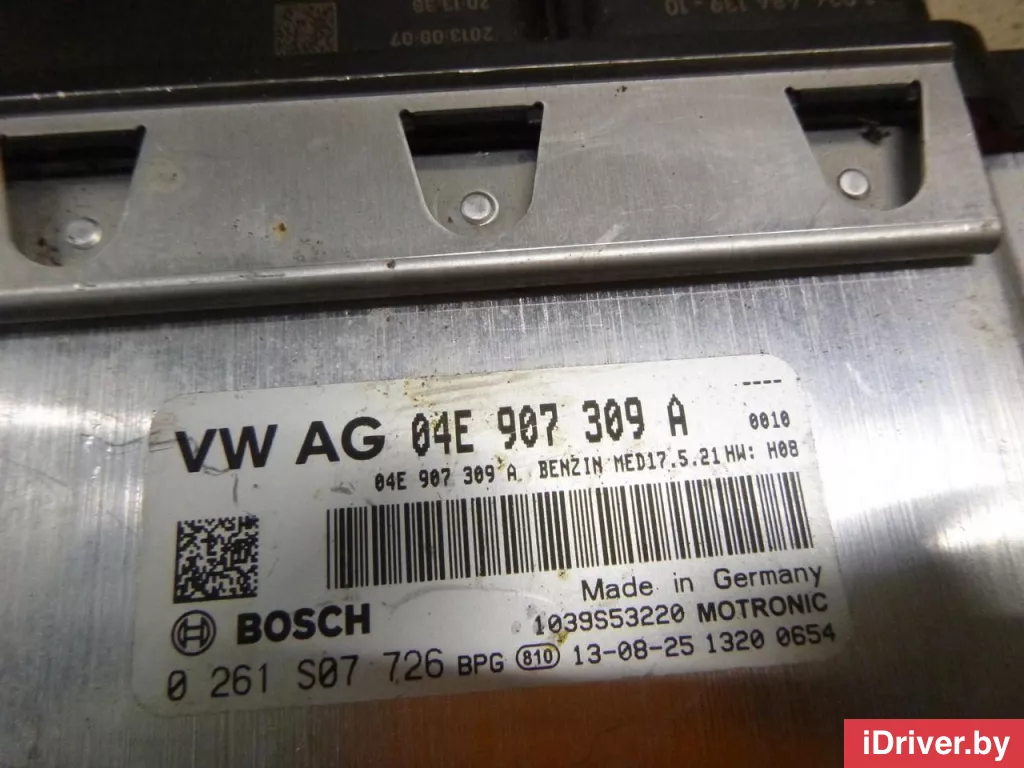 2013.08.07
VW AG 04E 907 309 A
----
0010
04E 907 309 A BENZIN MED17.5.21 HW: H08
Made in Germany
BOSCH
1039S53220 MOTRONIC
0 261 S07 726 BPG 810 13-08-25 1320 0654
iDriver.by